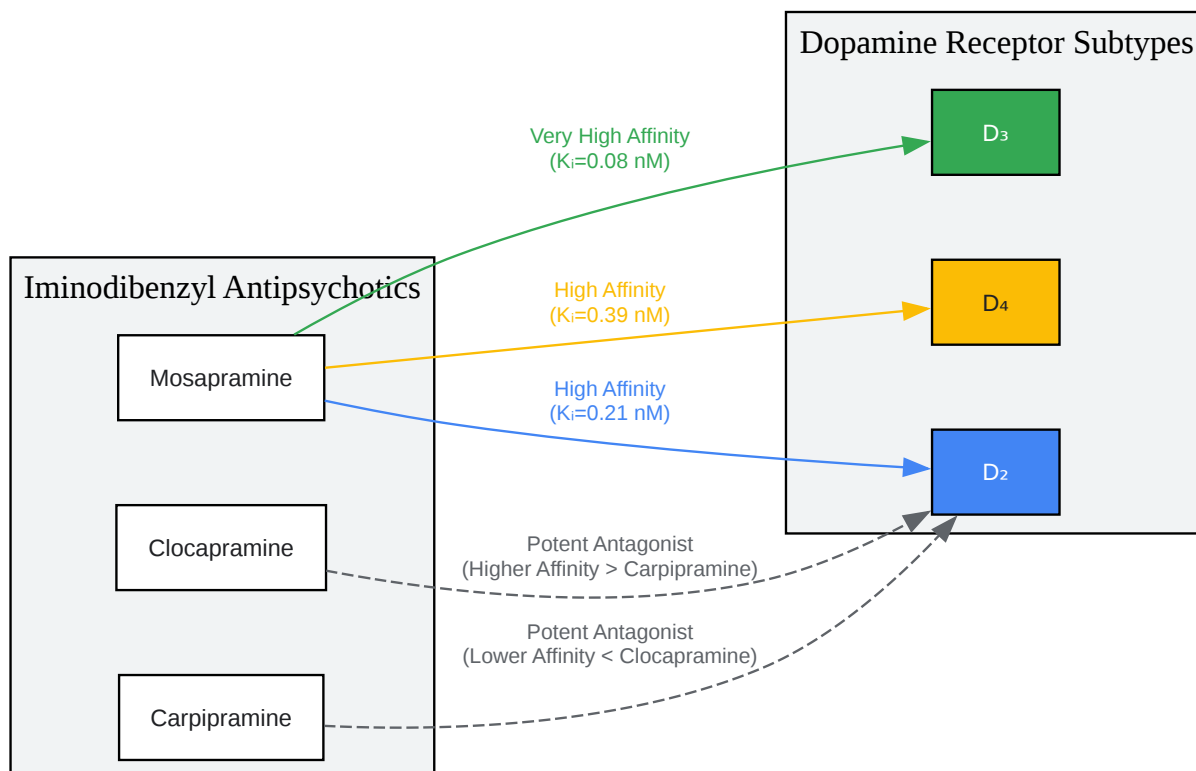 Dopamine Receptor Subtypes
D₃
Very High Affinity
(Kᵢ=0.08 nM)
Iminodibenzyl Antipsychotics
High Affinity
(Kᵢ=0.39 nM)
D₄
Mosapramine
High Affinity
(Kᵢ=0.21 nM)
D₂
Clocapramine
Potent Antagonist
(Higher Affinity > Carpipramine)
Potent Antagonist
(Lower Affinity < Clocapramine)
Carpipramine